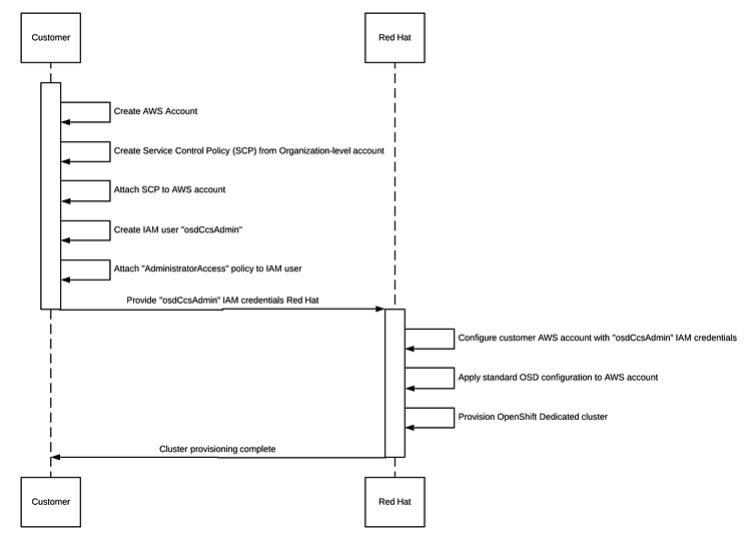 Customer
Red Hat
Create AWS Account
Create Service Control Policy (SCP) from Organization-level account
Attach SCP to AWS account
Create IAM user "osdCcsAdmin"
Attach "AdministratorAccess" policy to IAM user
Provide "osdCcsAdmin" IAM credentials Red Hat
Configure customer AWS account with "osdCcsAdmin" IAM credentials
Apply standard OSD configuration to AWS account
Provision OpenShift Dedicated cluster
Cluster provisioning complete
Customer
Red Hat